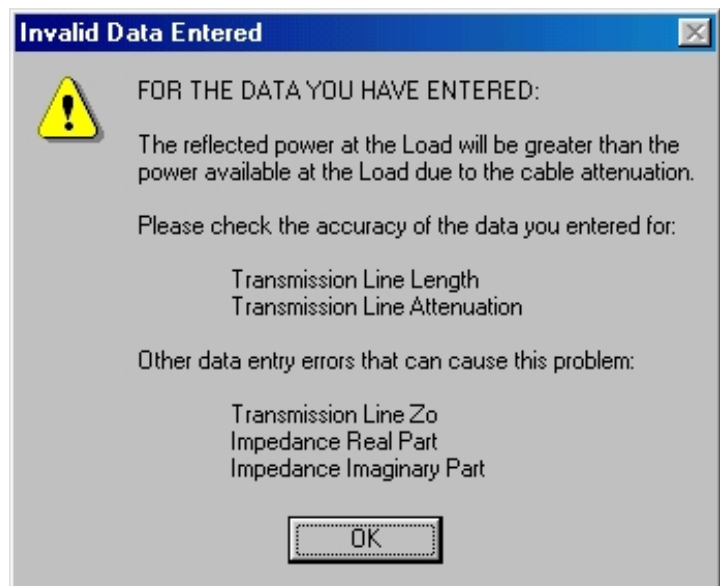 Invalid Data Entered
FOR THE DATA YOU HAVE ENTERED:
The reflected power at the Load will be greater than the
power available at the Load due to the cable attenuation.
Please check the accuracy of the data you entered for:
Transmission Line Length
Transmission Line Attenuation
Other data entry errors that can cause this problem:
Transmission Line Zo
Impedance Real Part
Impedance Imaginary Part
OK